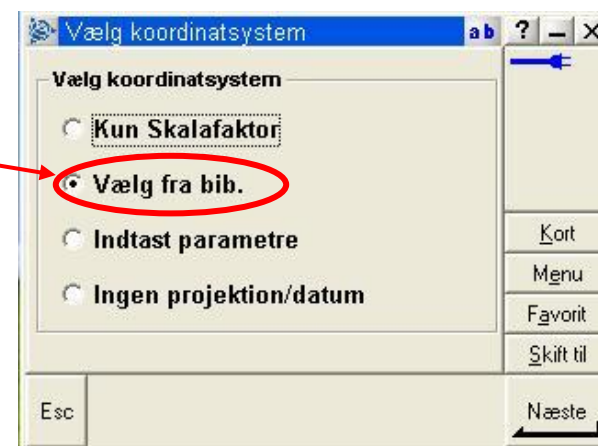 Vælg koordinatsystem ab ? – X
Vælg koordinatsystem
Kun Skalafaktor
Vælg fra bib.
Indtast parametre
Ingen projektion/datum
Kort
Menu
Favorit
Skift til
Esc
Næste